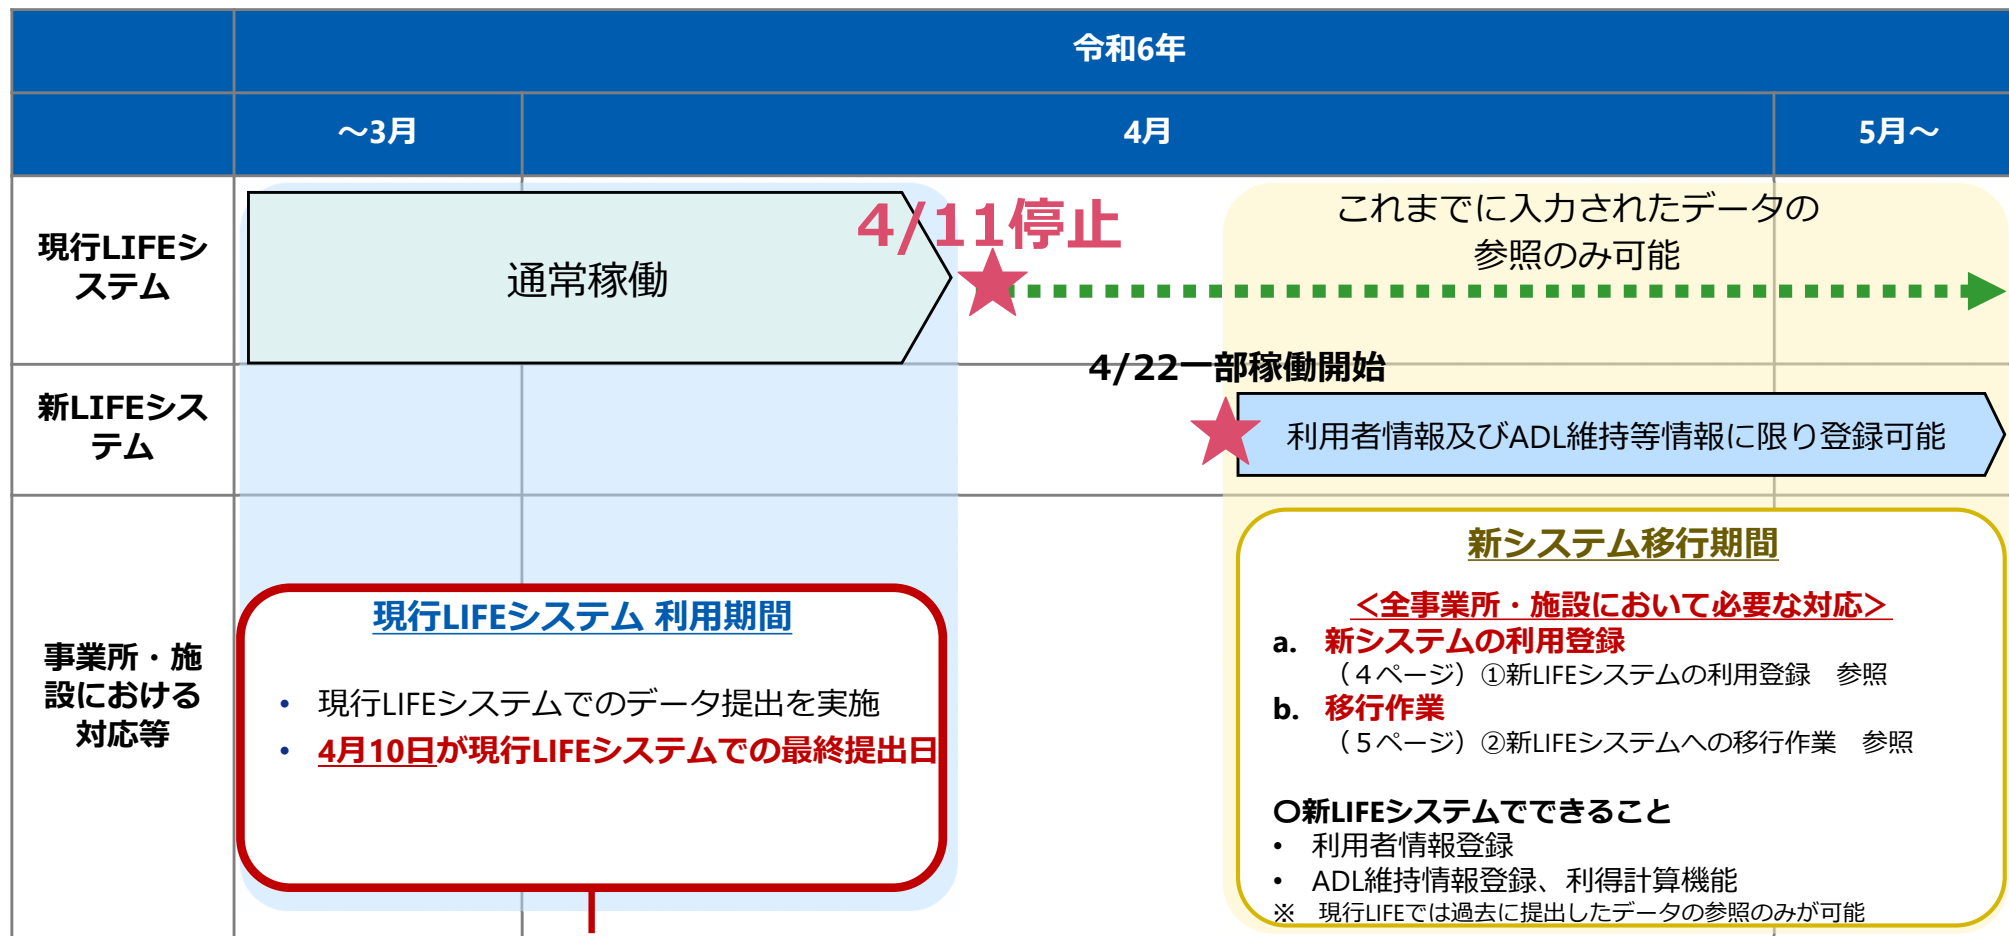 令和6年
～3月
4月
5月～
現行LIFEシ
ステム
通常稼働
4/11停止
これまでに入力されたデータの
参照のみ可能
新LIFEシス
テム
4/22一部稼働開始
利用者情報及びADL維持等情報に限り登録可能
事業所・施
設における
対応等
現行LIFEシステム 利用期間
• 現行LIFEシステムでのデータ提出を実施
• 4月10日が現行LIFEシステムでの最終提出日
新システム移行期間
＜全事業所・施設において必要な対応＞
a. 新システムの利用登録
（４ページ）①新LIFEシステムの利用登録　参照
b. 移行作業
（５ページ）②新LIFEシステムへの移行作業　参照
〇新LIFEシステムでできること
• 利用者情報登録
• ADL維持情報登録、利得計算機能
※　現行LIFEでは過去に提出したデータの参照のみが可能